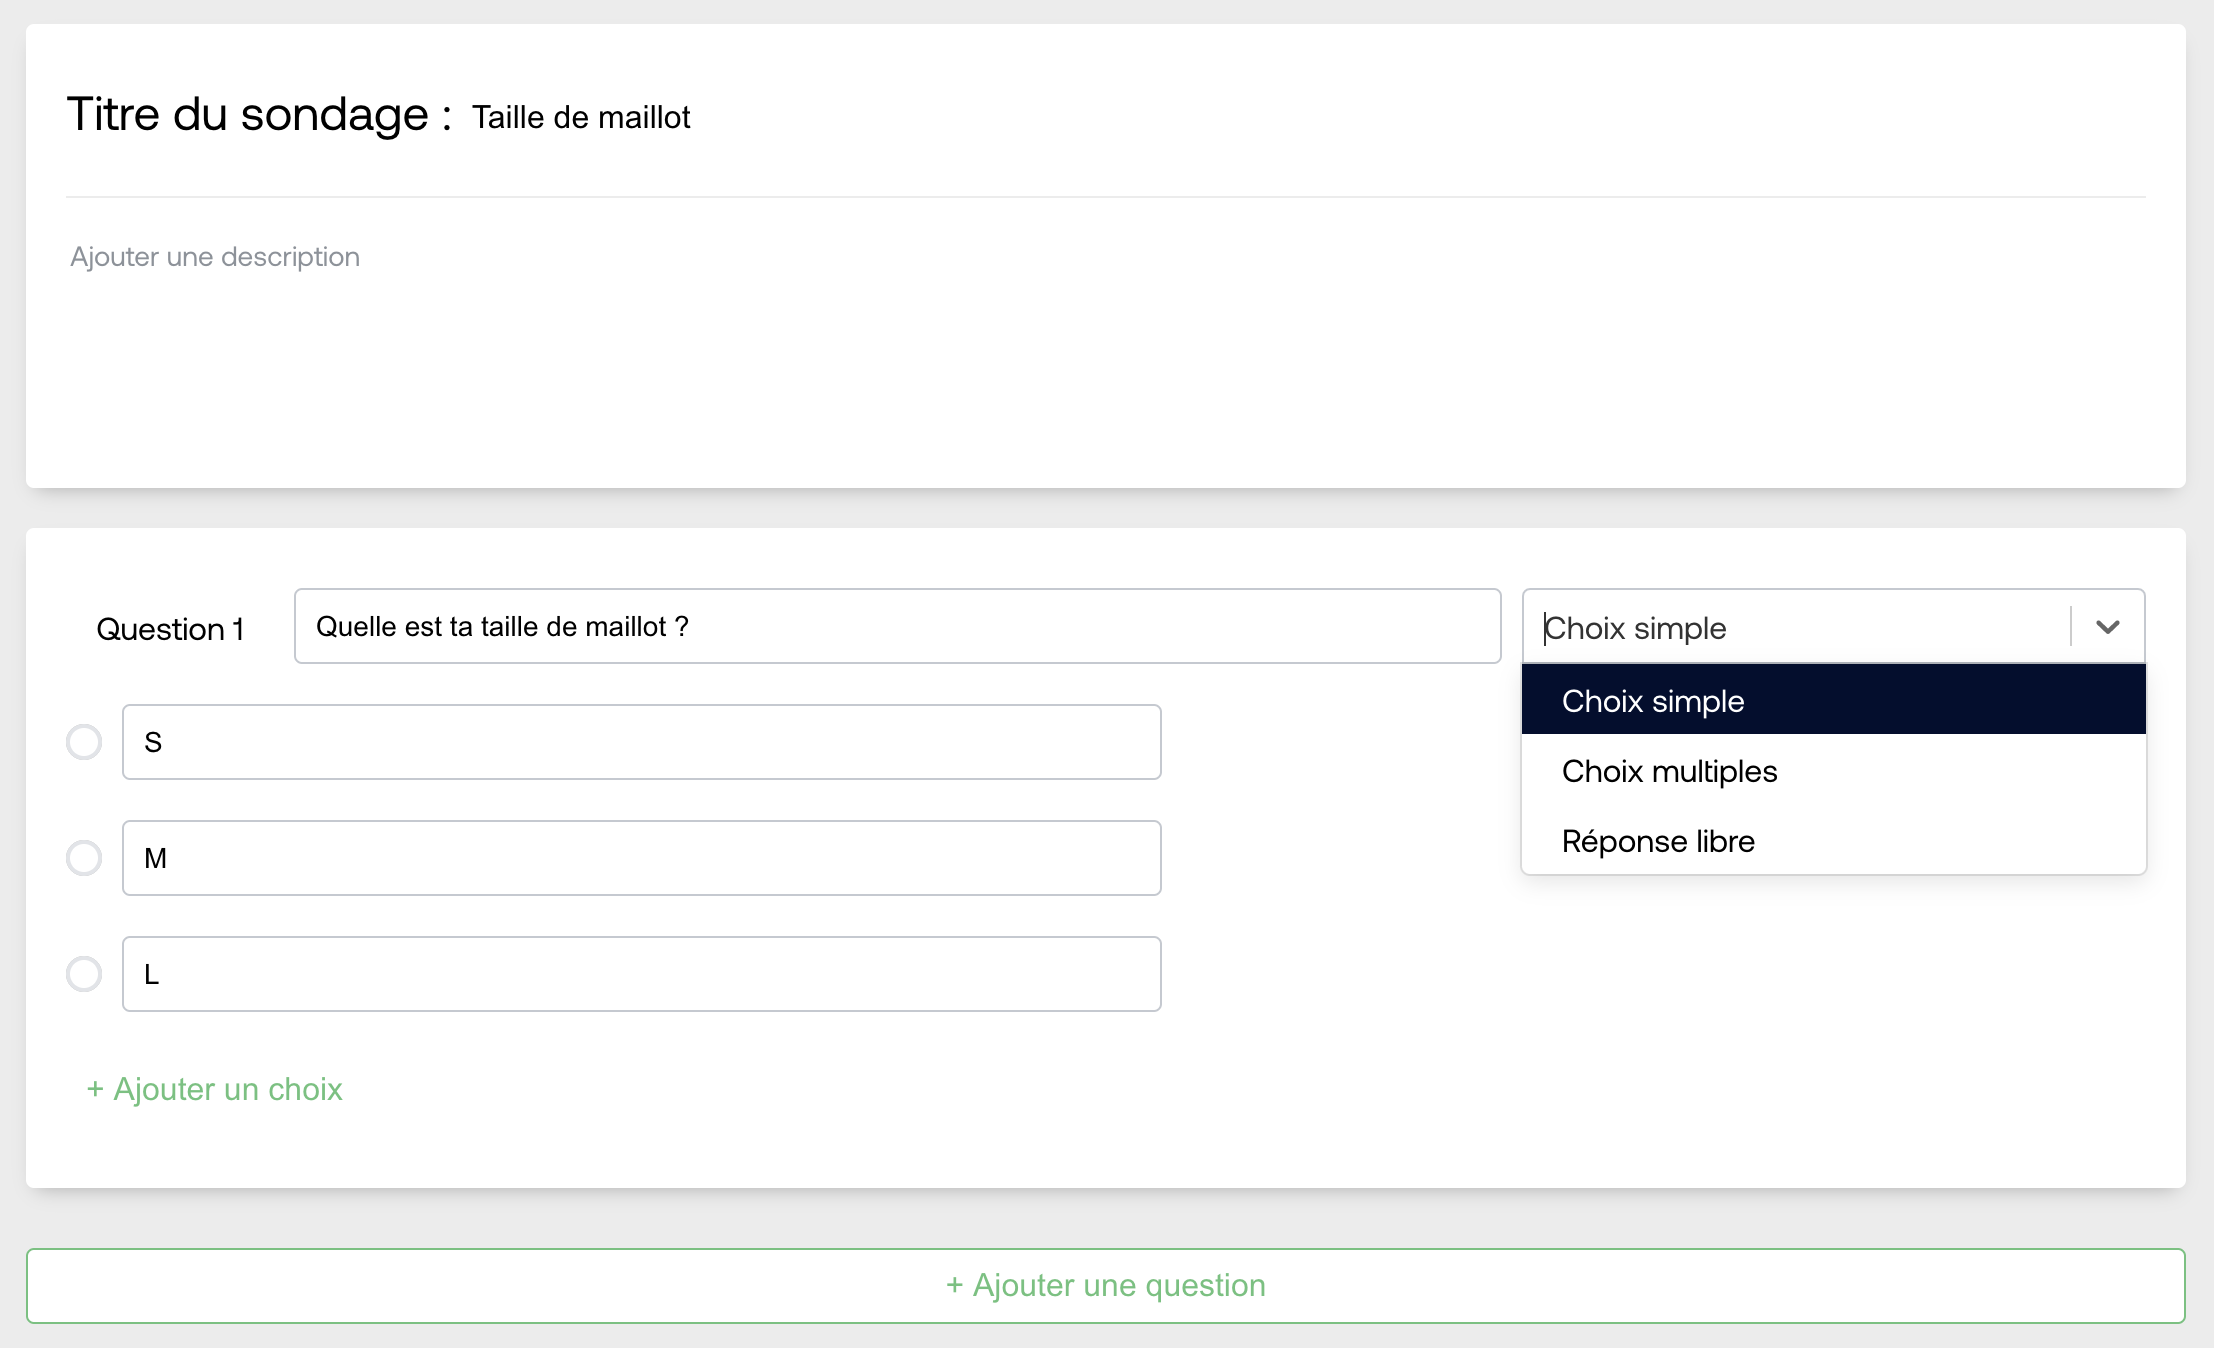 Titre du sondage : Taille de maillot
Ajouter une description
Question 1 Quelle est ta taille de maillot ? Choix simple
Choix simple
S
Choix multiples
Réponse libre
M
L
+ Ajouter un choix
+ Ajouter une question